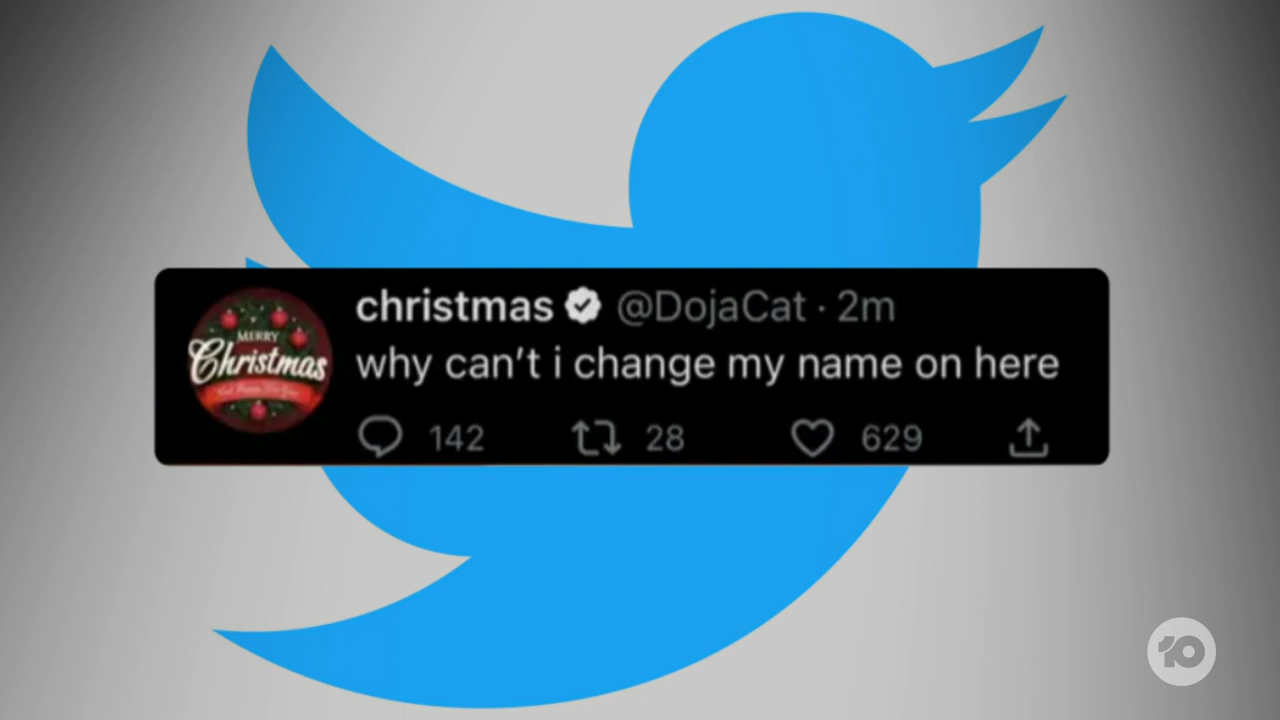 christmas @DojaCat · 2m
why can't i change my name on here
MERRY
Christmas
142 28 629
10